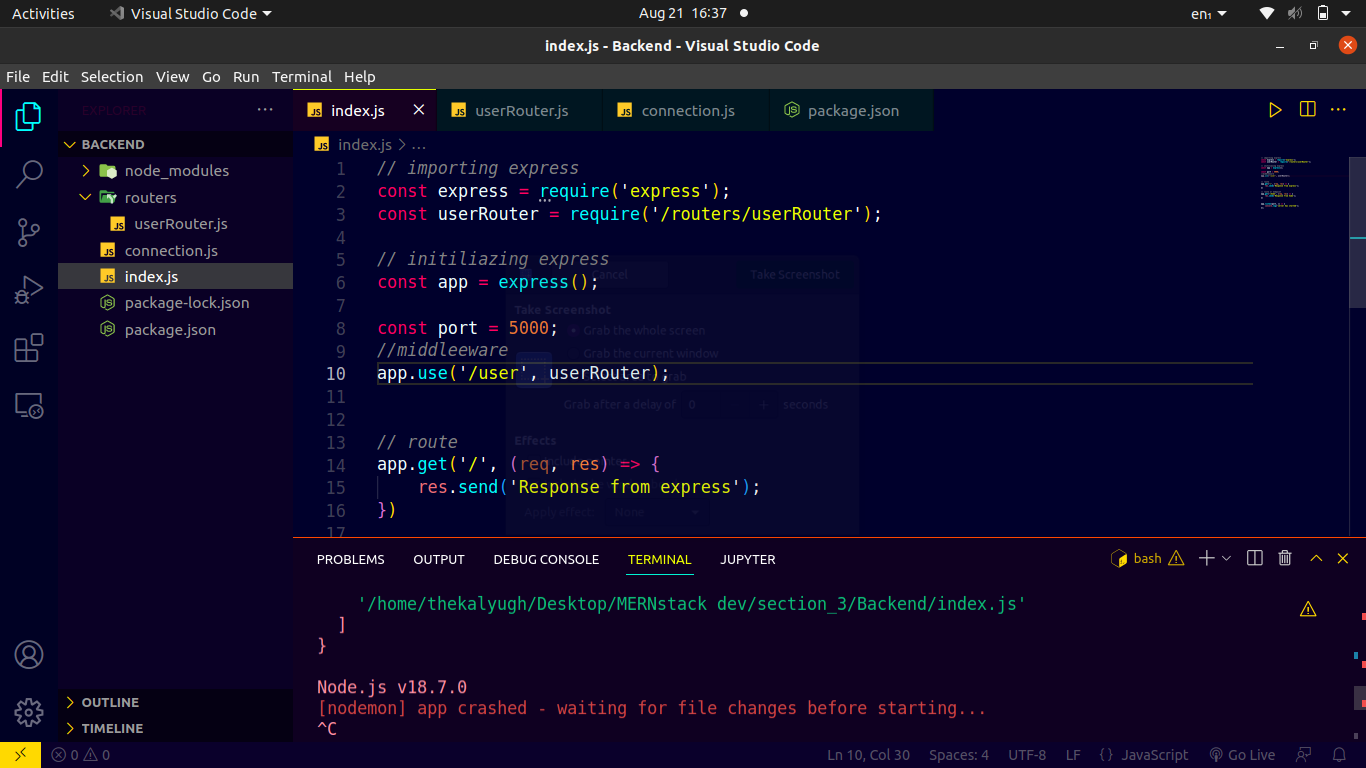 Activities Visual Studio Code Aug 21 16:37 en₁
index.js - Backend - Visual Studio Code
File Edit Selection View Go Run Terminal Help
EXPLORER
index.js userRouter.js connection.js package.json
BACKEND
node_modules
routers
userRouter.js
connection.js
index.js
package-lock.json
package.json
OUTLINE
TIMELINE
index.js > ...
1 // importing express
2 const express = require('express');
3 const userRouter = require('/routers/userRouter');
4
5 // initiliazing express
6 const app = express();
7
8 const port = 5000;
9 //middleeware
10 app.use('/user', userRouter);
11
12
13 // route
14 app.get('/', (req, res) => {
15 res.send('Response from express');
16 })
17
Cancel Take Screenshot
Take Screenshot
Grab the whole screen
Grab the current window
Grab after a delay of 0 + seconds
Effects
Apply effect: None
PROBLEMS OUTPUT DEBUG CONSOLE TERMINAL JUPYTER
bash
'/home/thekalyugh/Desktop/MERNstack dev/section_3/Backend/index.js'
]
}
Node.js v18.7.0
[nodemon] app crashed - waiting for file changes before starting...
^C
0 0 Ln 10, Col 30 Spaces: 4 UTF-8 LF {} JavaScript Go Live